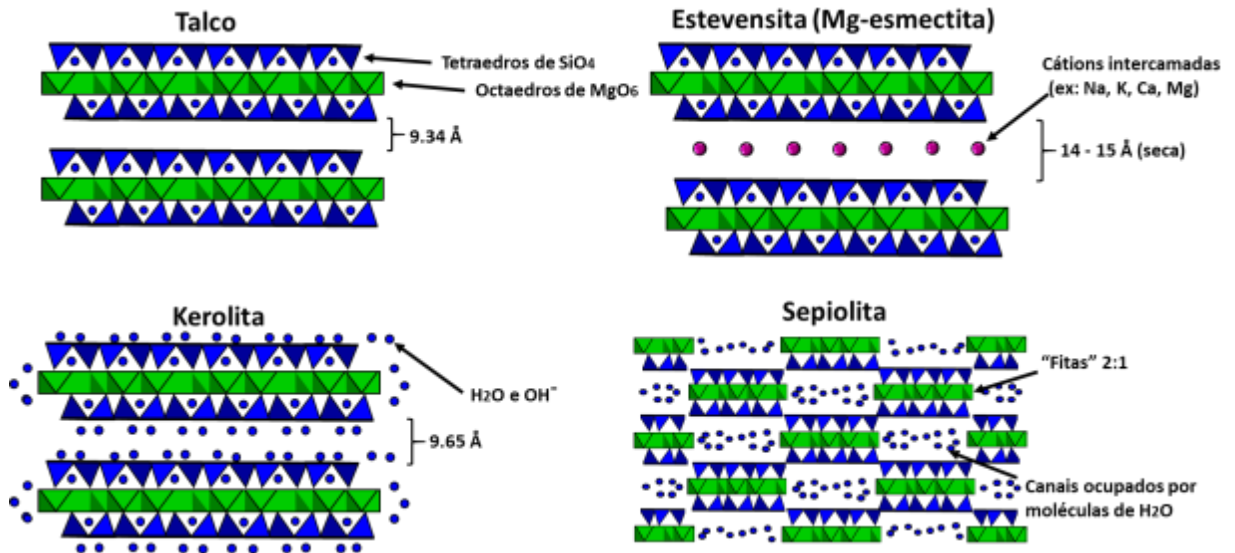 Talco
Tetraedros de SiO4
Octaedros de MgO6
9.34 Å
Estevensita (Mg-esmectita)
Cátions intercamadas
(ex: Na, K, Ca, Mg)
14 - 15 Å (seca)
Kerolita
H2O e OH⁻
9.65 Å
Sepiolita
“Fitas” 2:1
Canais ocupados por
moléculas de H2O